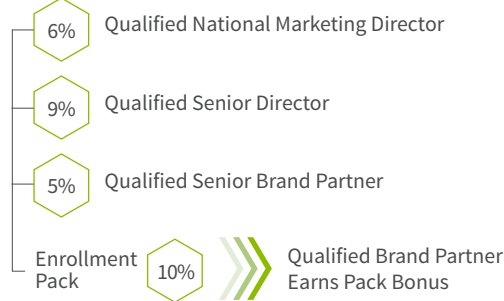 6% Qualified National Marketing Director
9% Qualified Senior Director
5% Qualified Senior Brand Partner
Enrollment
Pack
10%
Qualified Brand Partner
Earns Pack Bonus